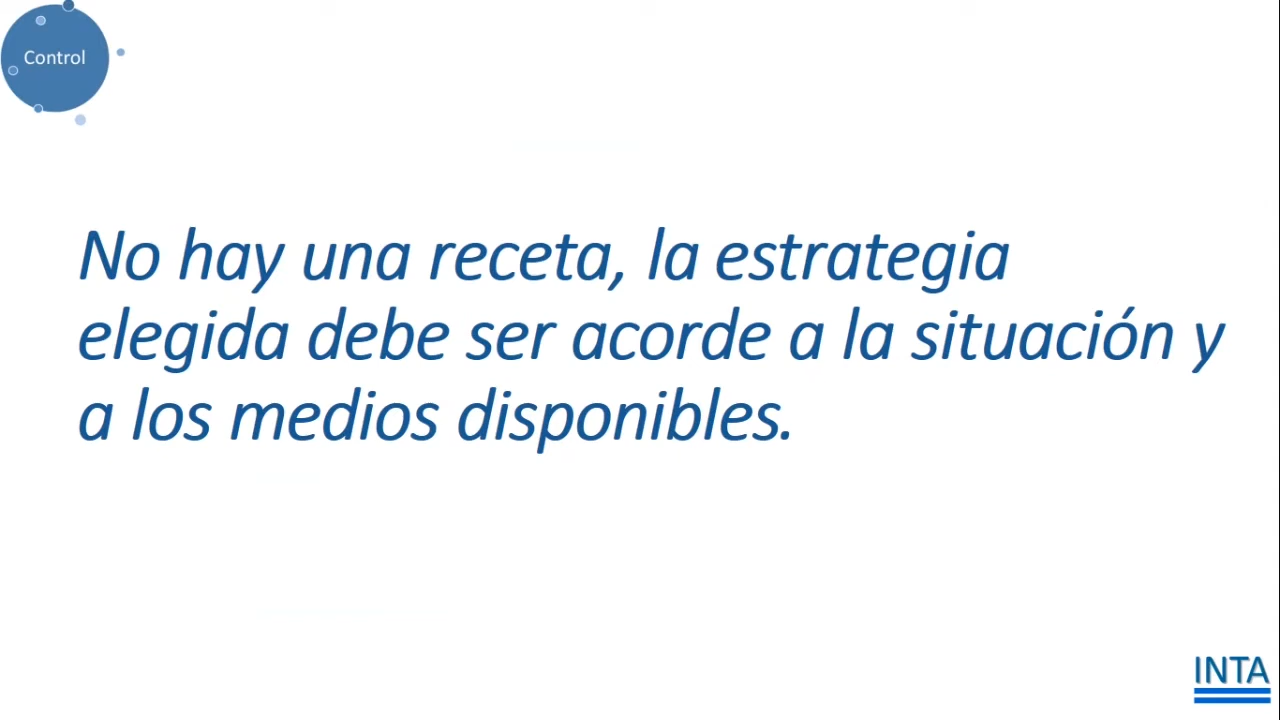 Control
No hay una receta, la estrategia
elegida debe ser acorde a la situación y
a los medios disponibles.
INTA